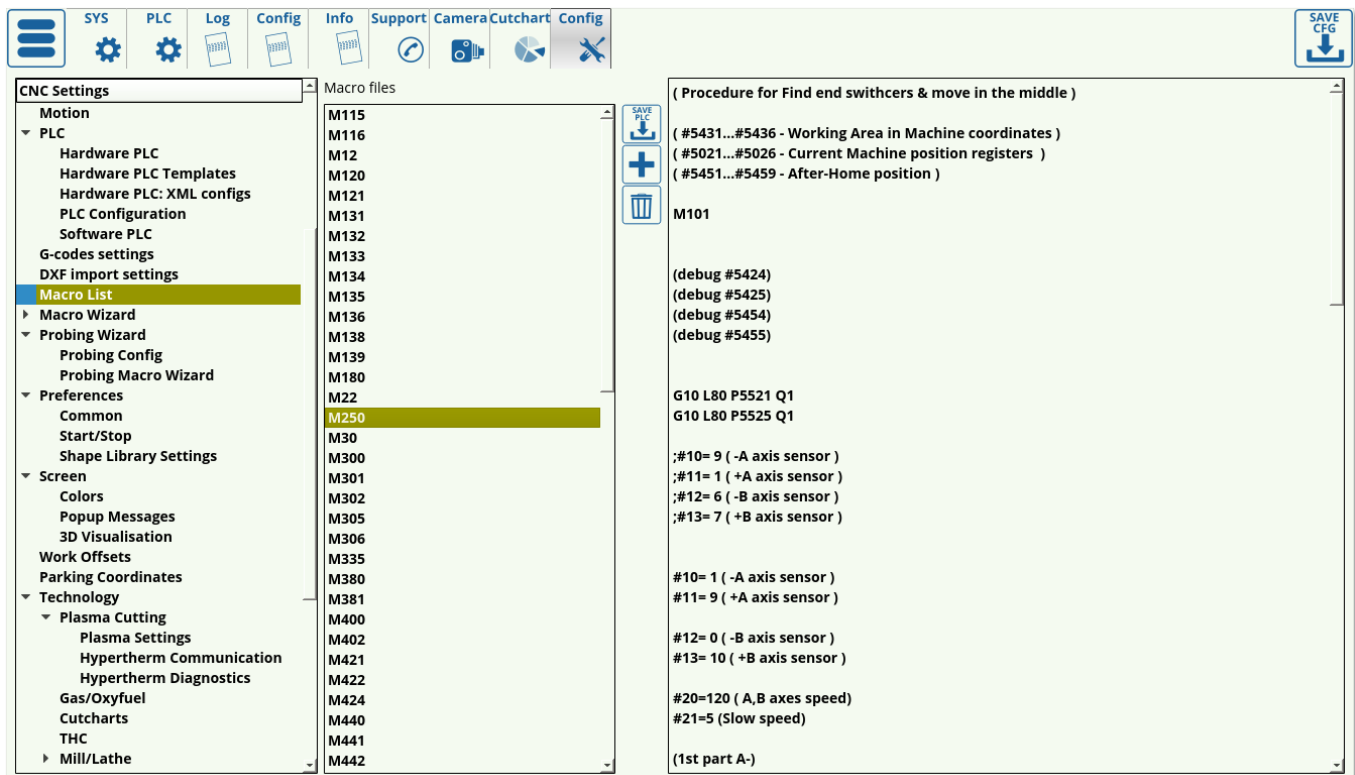 SYS
PLC
Log
Config
Info
Support
Camera
Cutchart
Config
SAVE
CFG
CNC Settings
Motion
PLC
Hardware PLC
Hardware PLC Templates
Hardware PLC: XML configs
PLC Configuration
Software PLC
G-codes settings
DXF import settings
Macro List
Macro Wizard
Probing Wizard
Probing Config
Probing Macro Wizard
Preferences
Common
Start/Stop
Shape Library Settings
Screen
Colors
Popup Messages
3D Visualisation
Work Offsets
Parking Coordinates
Technology
Plasma Cutting
Plasma Settings
Hypertherm Communication
Hypertherm Diagnostics
Gas/Oxyfuel
Cutcharts
THC
Mill/Lathe
Macro files
M115
M116
M12
M120
M121
M131
M132
M133
M134
M135
M136
M138
M139
M180
M22
M250
M30
M300
M301
M302
M305
M306
M335
M380
M381
M400
M402
M421
M422
M424
M440
M441
M442
SAVE
PLC
( Procedure for Find end swithcers & move in the middle )
( #5431...#5436 - Working Area in Machine coordinates )
( #5021...#5026 - Current Machine position registers  )
( #5451...#5459 - After-Home position )
M101
(debug #5424)
(debug #5425)
(debug #5454)
(debug #5455)
G10 L80 P5521 Q1
G10 L80 P5525 Q1
;#10= 9 ( -A axis sensor )
;#11= 1 ( +A axis sensor )
;#12= 6 ( -B axis sensor )
;#13= 7 ( +B axis sensor )
#10= 1 ( -A axis sensor )
#11= 9 ( +A axis sensor )
#12= 0 ( -B axis sensor )
#13= 10 ( +B axis sensor )
#20=120 ( A,B axes speed)
#21=5 (Slow speed)
(1st part A-)